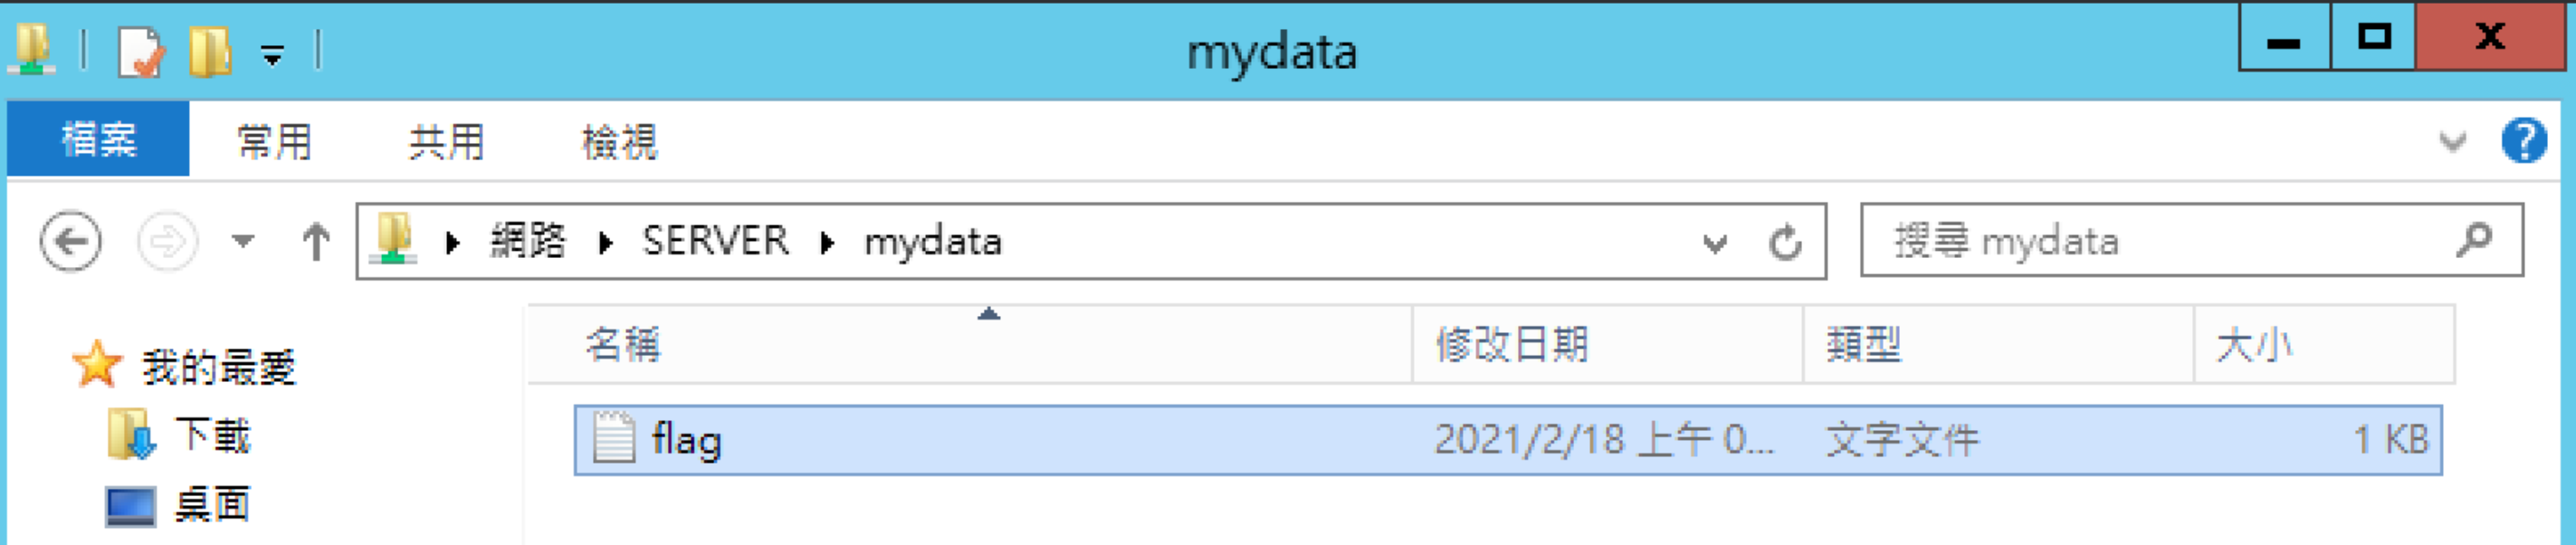 mydata
檔案 常用 共用 檢視
網路 SERVER mydata 搜尋 mydata
名稱 修改日期 類型 大小
我的最愛
flag 2021/2/18 上午 0... 文字文件 1 KB
下載
桌面